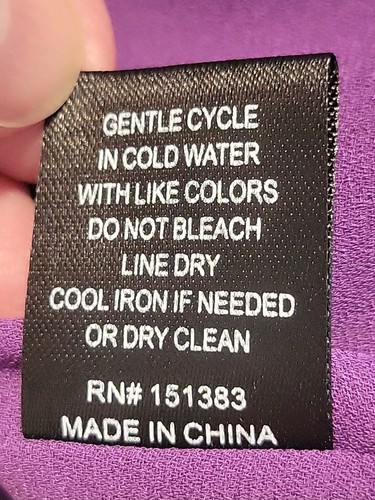 GENTLE CYCLE
IN COLD WATER
WITH LIKE COLORS
DO NOT BLEACH
LINE DRY
COOL IRON IF NEEDED
OR DRY CLEAN
RN# 151383
MADE IN CHINA